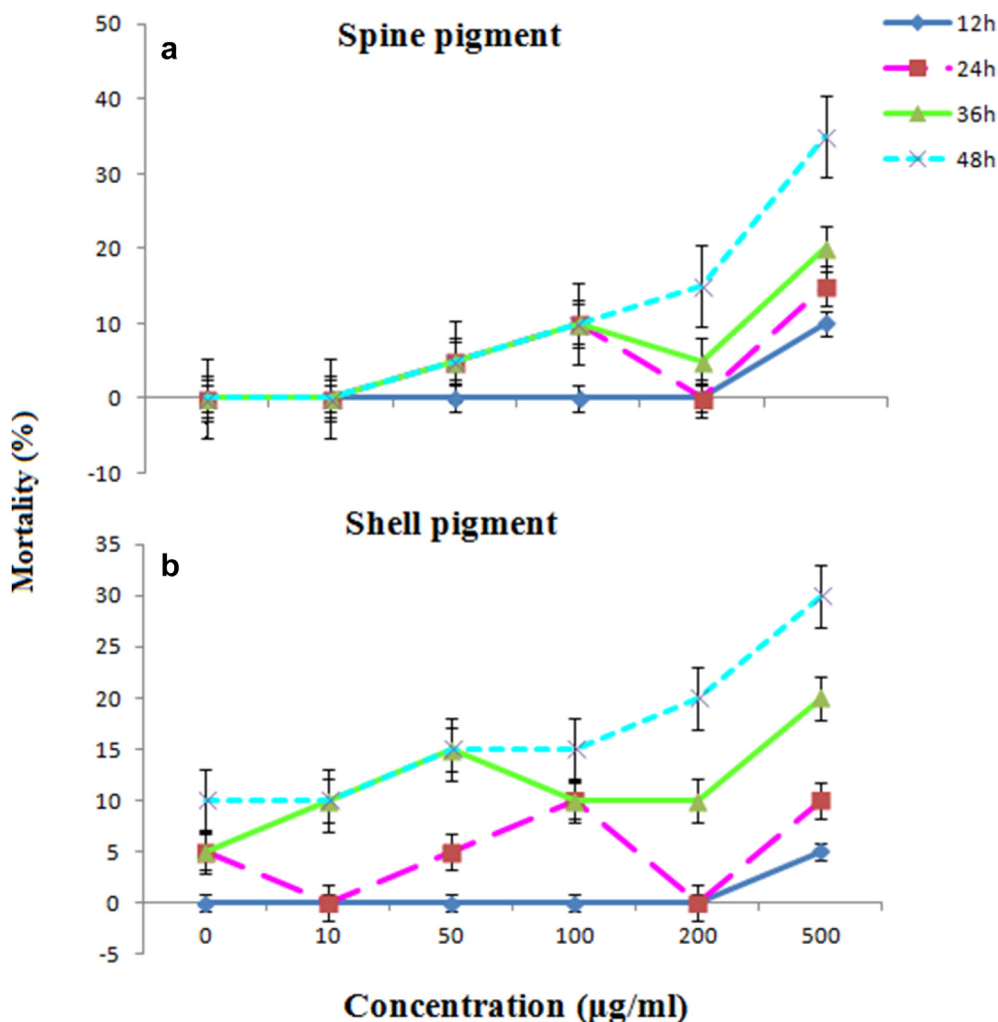 Spine pigment
a
12h
24h
36h
48h
50
40
30
20
10
0
-10
Mortality (%)
Shell pigment
b
35
30
25
20
15
10
5
0
-5
0 10 50 100 200 500
Concentration (µg/ml)